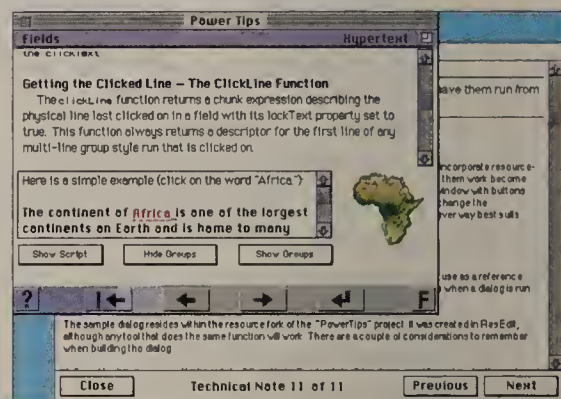 Power Tips
Fields Hypertext
the clicktext
Getting the Clicked Line – The ClickLine Function
The clickLine function returns a chunk expression describing the
physical line last clicked on in a field with its lockText property set to
true. This function always returns a descriptor for the first line of any
multi-line group style run that is clicked on.
Here is a simple example (click on the word "Africa")
The continent of Africa is one of the largest
continents on Earth and is home to many
Show Script Hide Groups Show Groups
? F
have them run from
incorporate resource-
them work become
window with buttons
change the
ver way best suits
use as a reference
when a dialog is run
The sample dialog resides within the resource fork of the "PowerTips" project. It was created in ResEdit,
although any tool that does the same function will work. There are a couple of considerations to remember
when building the dialog
Close Technical Note 11 of 11 Previous Next